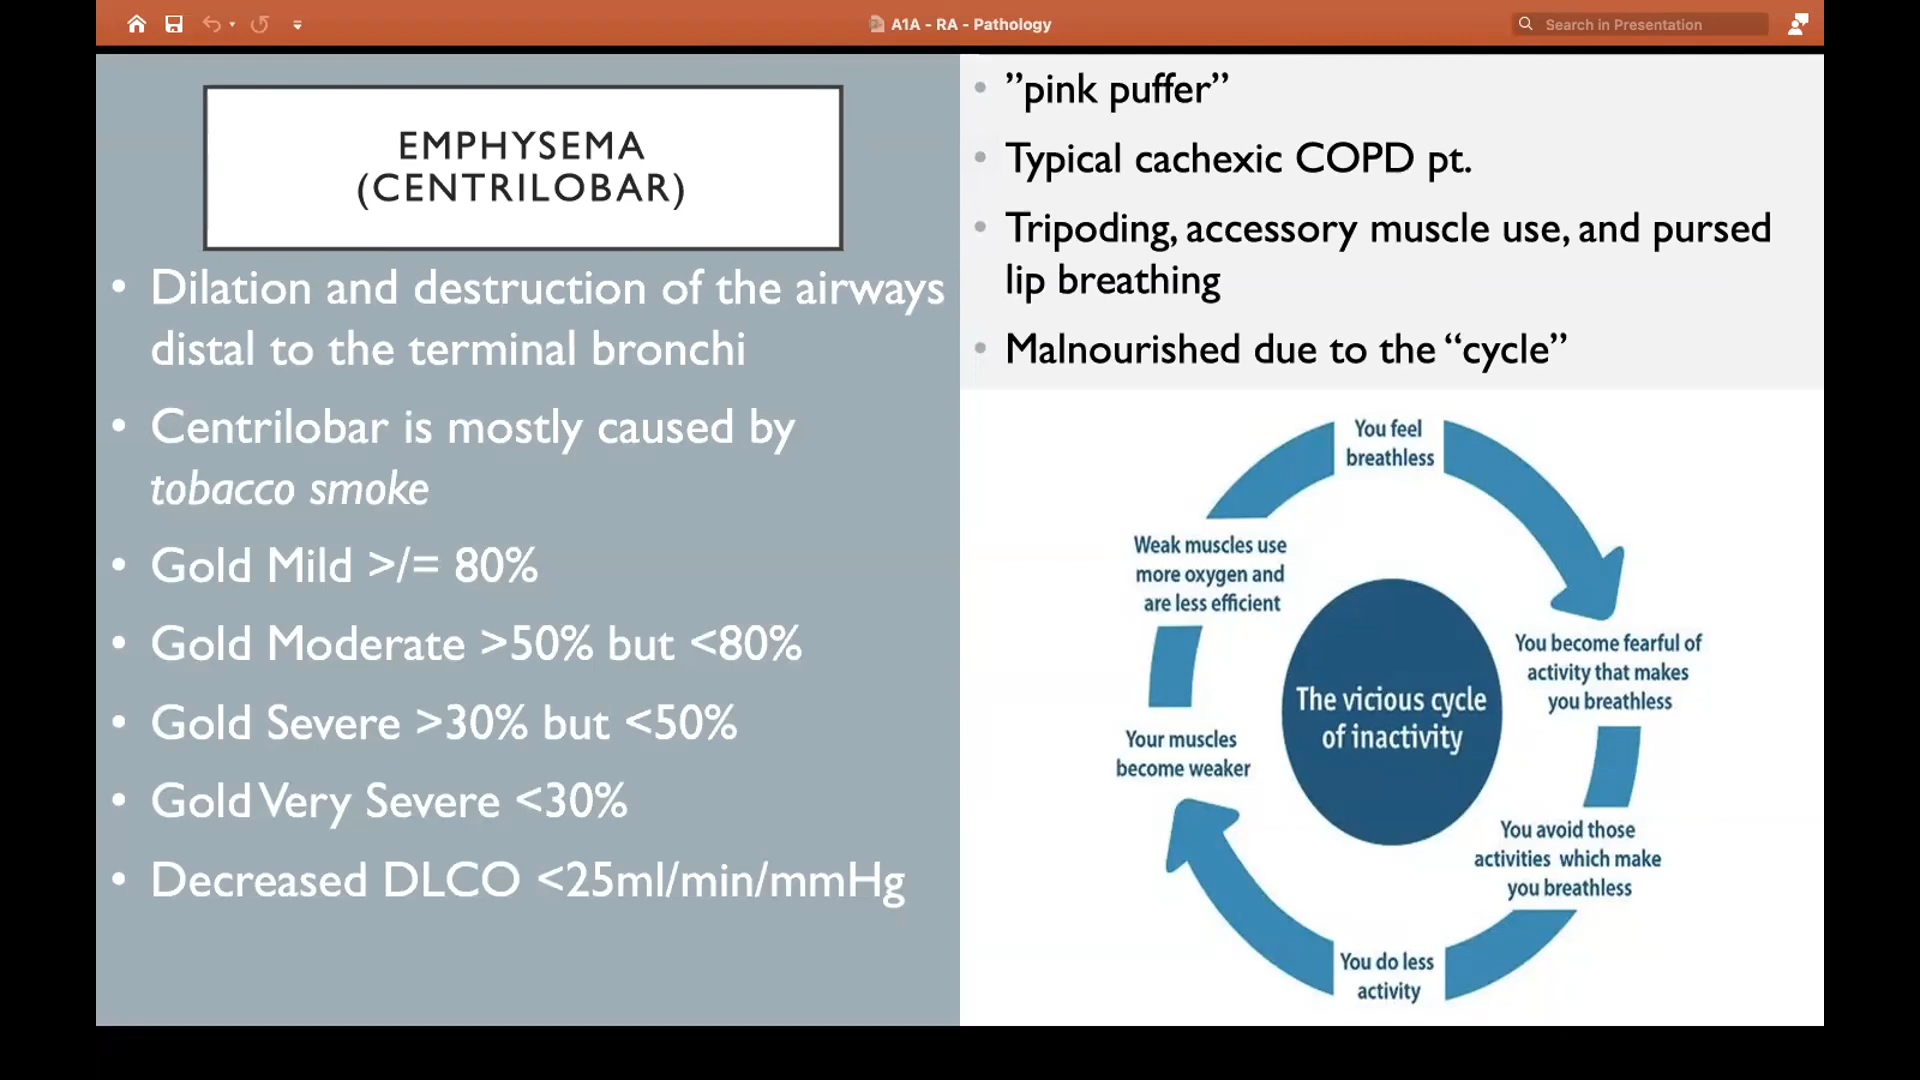 A1A - RA - Pathology
Search in Presentation
EMPHYSEMA
(CENTRILOBAR)
• Dilation and destruction of the airways
distal to the terminal bronchi
• Centrilobar is mostly caused by
tobacco smoke
• Gold Mild >/= 80%
• Gold Moderate >50% but <80%
• Gold Severe >30% but <50%
• Gold Very Severe <30%
• Decreased DLCO <25ml/min/mmHg
• ”pink puffer”
• Typical cachexic COPD pt.
• Tripoding, accessory muscle use, and pursed
lip breathing
• Malnourished due to the “cycle”
You feel
breathless
You become fearful of
activity that makes
you breathless
You avoid those
activities which make
you breathless
You do less
activity
Your muscles
become weaker
Weak muscles use
more oxygen and
are less efficient
The vicious cycle
of inactivity